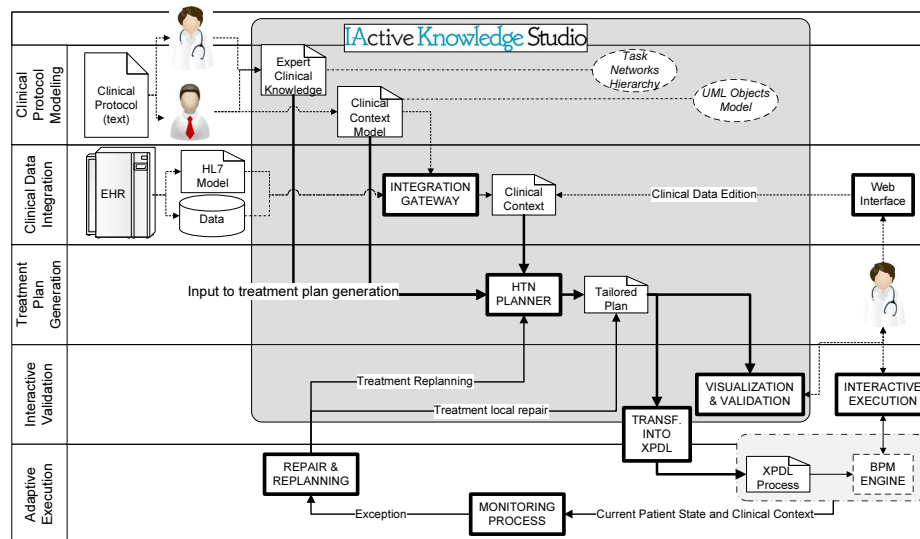 IActive Knowledge Studio
Clinical
Protocol
Modeling
Clinical
Protocol
(text)
Expert
Clinical
Knowledge
Task
Networks
Hierarchy
Clinical
Context
Model
UML Objects
Model
Clinical Data
Integration
EHR
HL7
Model
Data
INTEGRATION
GATEWAY
Clinical
Context
Clinical Data Edition
Web
Interface
Treatment
Plan
Generation
Input to treatment plan generation
HTN
PLANNER
Tailored
Plan
Interactive
Validation
Treatment Replanning
Treatment local repair
VISUALIZATION
& VALIDATION
INTERACTIVE
EXECUTION
TRANSF.
INTO
XPDL
Adaptive
Execution
REPAIR &
REPLANNING
XPDL
Process
BPM
ENGINE
Exception
MONITORING
PROCESS
Current Patient State and Clinical Context